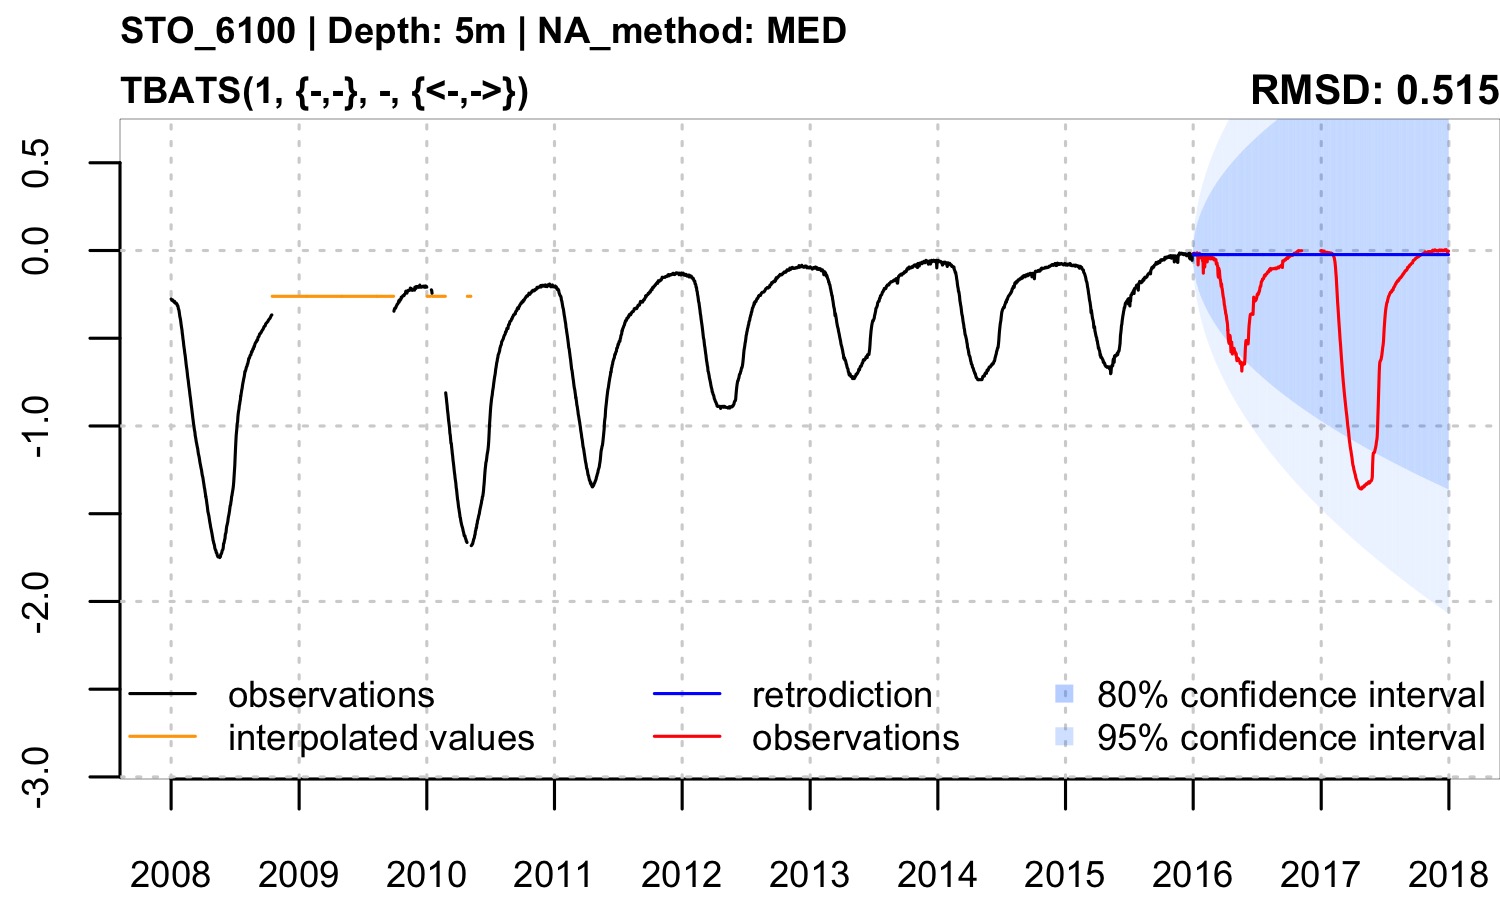 STO_6100 | Depth: 5m | NA_method: MED
TBATS(1, {-,-}, -, {<-,->})
RMSD: 0.515
0.5
0.0
-1.0
-2.0
-3.0
observations
interpolated values
retrodiction
observations
80% confidence interval
95% confidence interval
2008 2009 2010 2011 2012 2013 2014 2015 2016 2017 2018